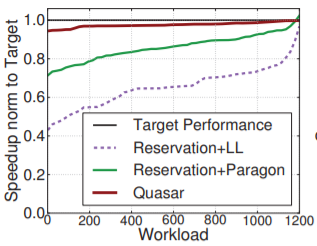 Speedup norm to Target
1.0
0.8
0.6
0.4
0.2
0.0
Target Performance
Reservation+LL
Reservation+Paragon
Quasar
0 200 400 600 800 1000 1200
Workload